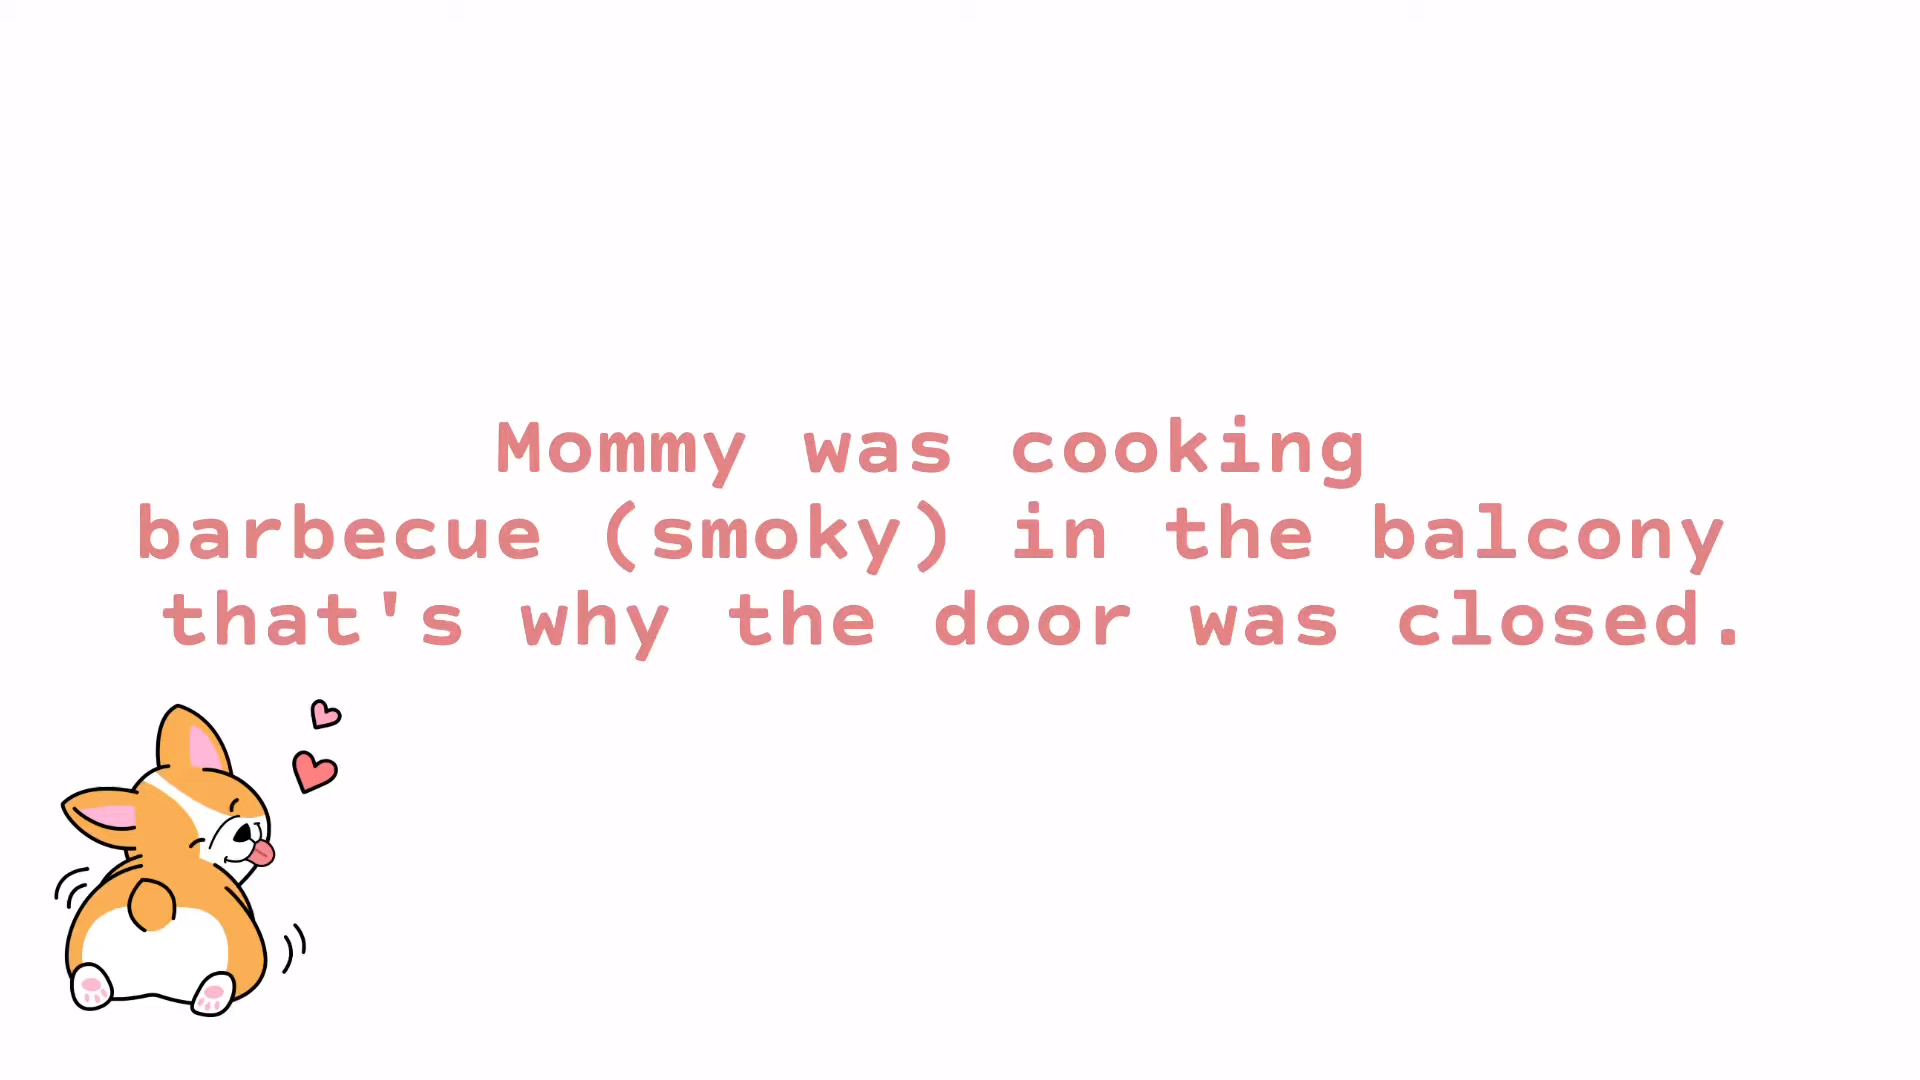 Mommy was cooking
barbecue (smoky) in the balcony
that's why the door was closed.